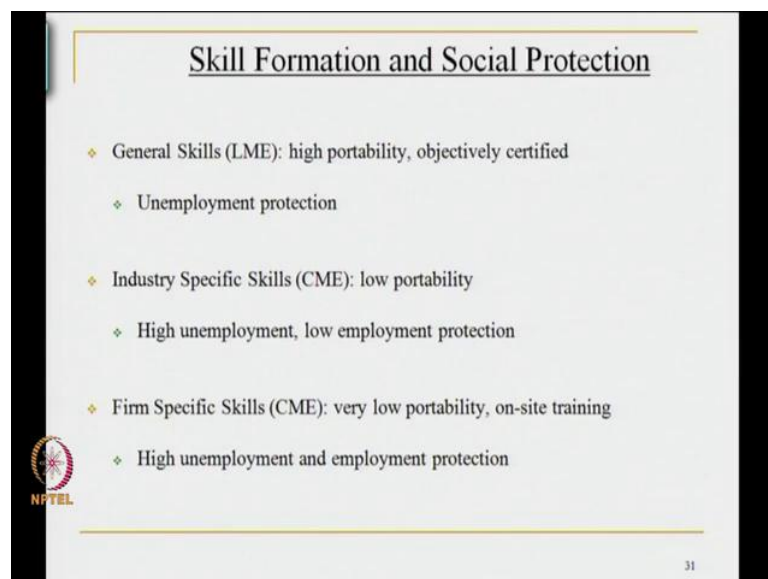 Skill Formation and Social Protection
General Skills (LME): high portability, objectively certified
Unemployment protection
Industry Specific Skills (CME): low portability
High unemployment, low employment protection
Firm Specific Skills (CME): very low portability, on-site training
High unemployment and employment protection
NPTEL
31